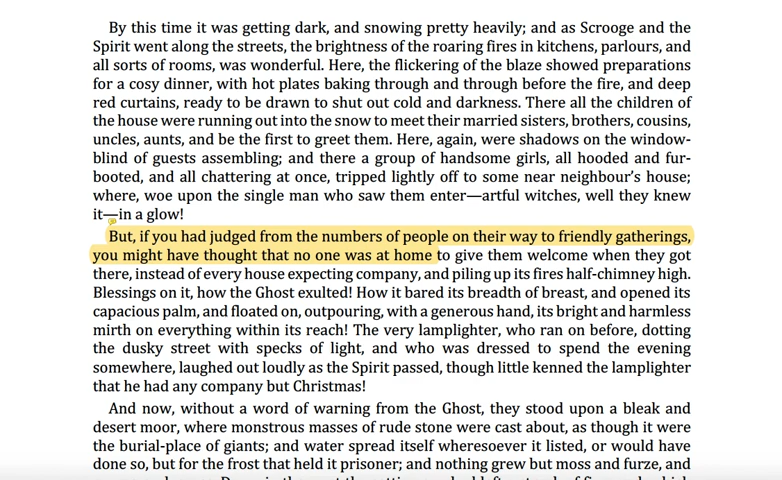 By this time it was getting dark, and snowing pretty heavily; and as Scrooge and the
Spirit went along the streets, the brightness of the roaring fires in kitchens, parlours, and
all sorts of rooms, was wonderful. Here, the flickering of the blaze showed preparations
for a cosy dinner, with hot plates baking through and through before the fire, and deep
red curtains, ready to be drawn to shut out cold and darkness. There all the children of
the house were running out into the snow to meet their married sisters, brothers, cousins,
uncles, aunts, and be the first to greet them. Here, again, were shadows on the window-
blind of guests assembling; and there a group of handsome girls, all hooded and fur-
booted, and all chattering at once, tripped lightly off to some near neighbour's house;
where, woe upon the single man who saw them enter—artful witches, well they knew
it—in a glow!
But, if you had judged from the numbers of people on their way to friendly gatherings,
you might have thought that no one was at home to give them welcome when they got
there, instead of every house expecting company, and piling up its fires half-chimney high.
Blessings on it, how the Ghost exulted! How it bared its breadth of breast, and opened its
capacious palm, and floated on, outpouring, with a generous hand, its bright and harmless
mirth on everything within its reach! The very lamplighter, who ran on before, dotting
the dusky street with specks of light, and who was dressed to spend the evening
somewhere, laughed out loudly as the Spirit passed, though little kenned the lamplighter
that he had any company but Christmas!
And now, without a word of warning from the Ghost, they stood upon a bleak and
desert moor, where monstrous masses of rude stone were cast about, as though it were
the burial-place of giants; and water spread itself wheresoever it listed, or would have
done so, but for the frost that held it prisoner; and nothing grew but moss and furze, and